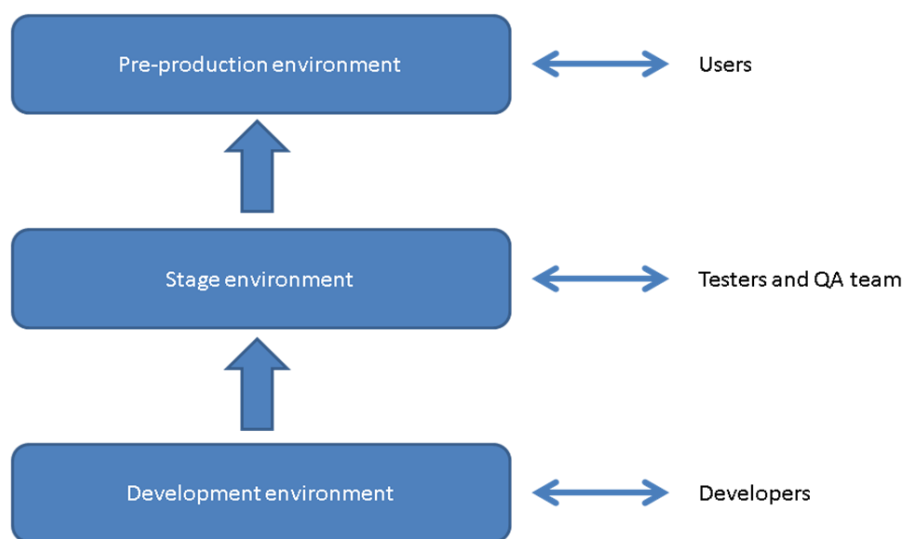 Pre-production environment
Users
Stage environment
Testers and QA team
Development environment
Developers